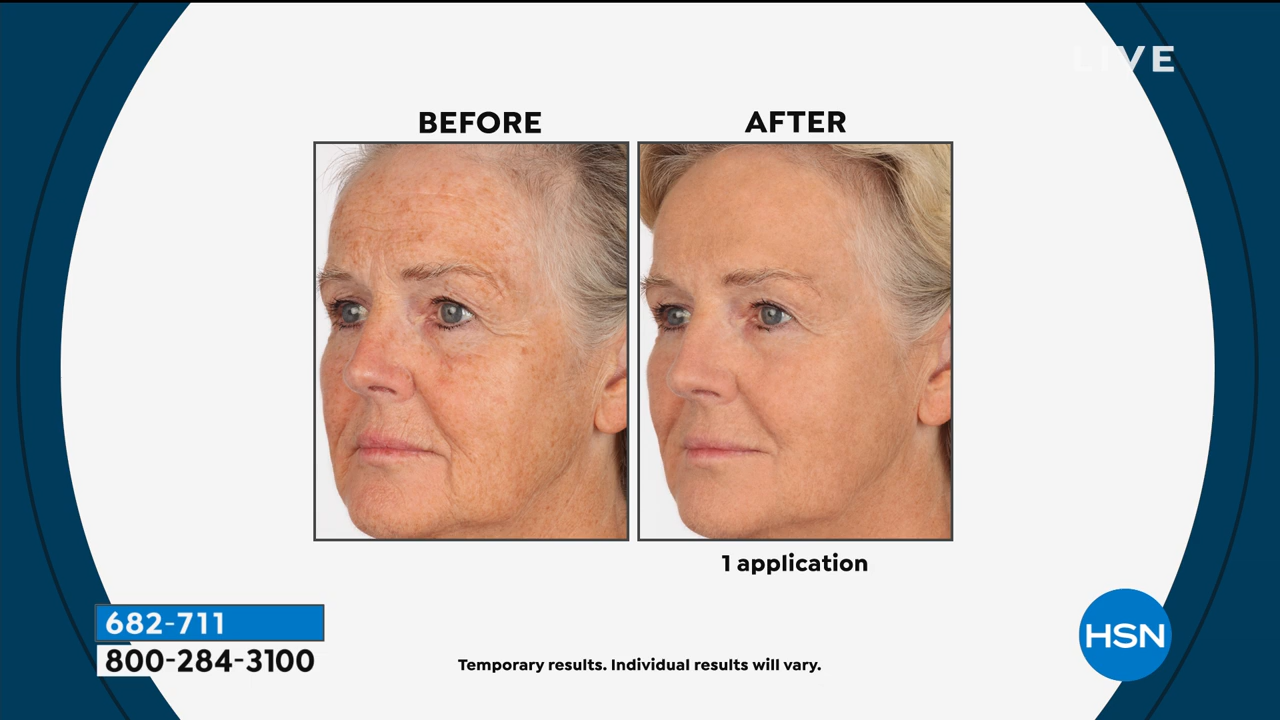 LIVE
BEFORE
AFTER
1 application
682-711
800-284-3100
Temporary results. Individual results will vary.
HSN